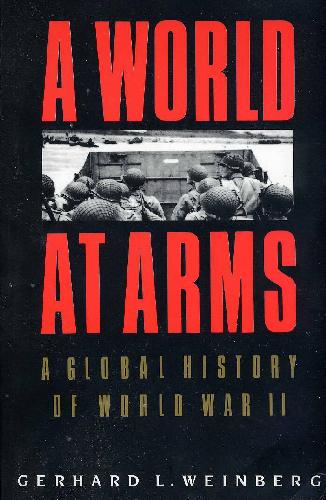 A WORLD
AT ARMS
A GLOBAL HISTORY
OF WORLD WAR II
GERHARD L. WEINBERG